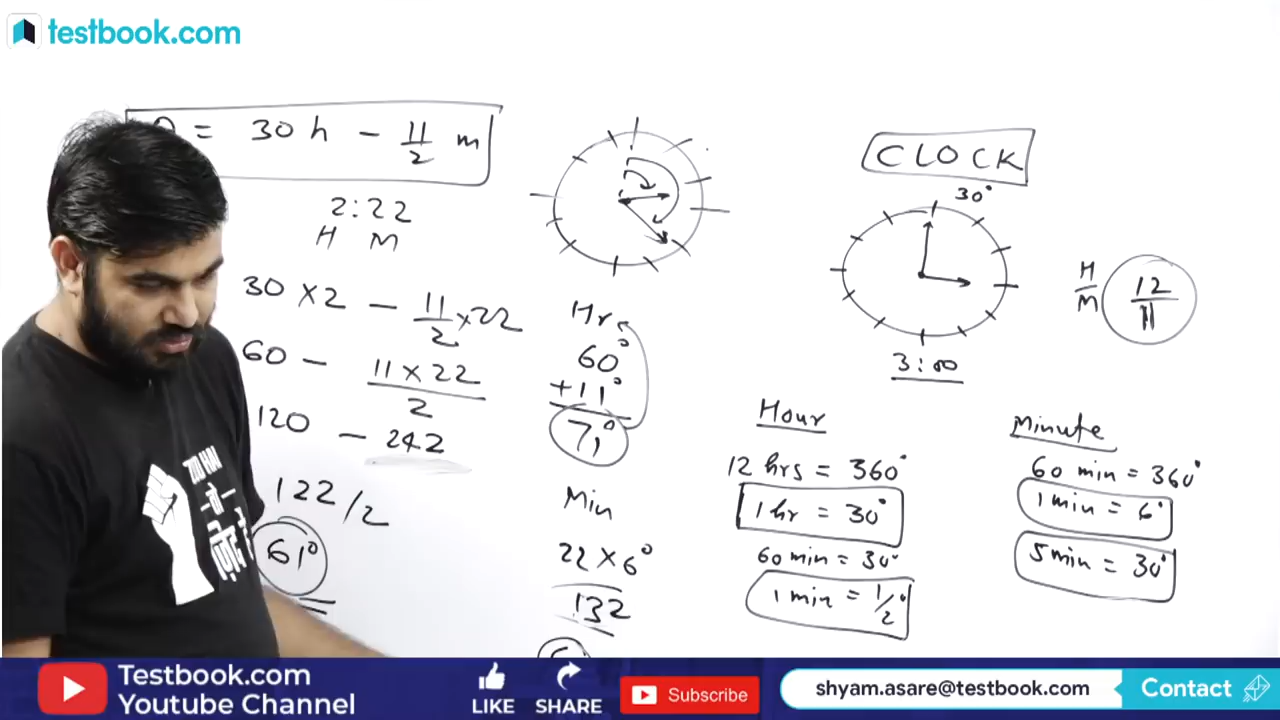 testbook.com
= 30 h - 11/2 m
2:22
H M
30 × 2 - 11/2 × 22
60 - 11 × 22 / 2
120 - 242
122/2
61°
Hr
60°
+11°
71°
Min
22 × 6°
132
CLOCK
30°
3:00
H/M 12/11
Hour
12 hrs = 360°
1 hr = 30°
60 min = 30°
1 min = 1/2°
Minute
60 min = 360°
1 min = 6°
5 min = 30°
Testbook.com
Youtube Channel
LIKE
SHARE
Subscribe
shyam.asare@testbook.com
Contact